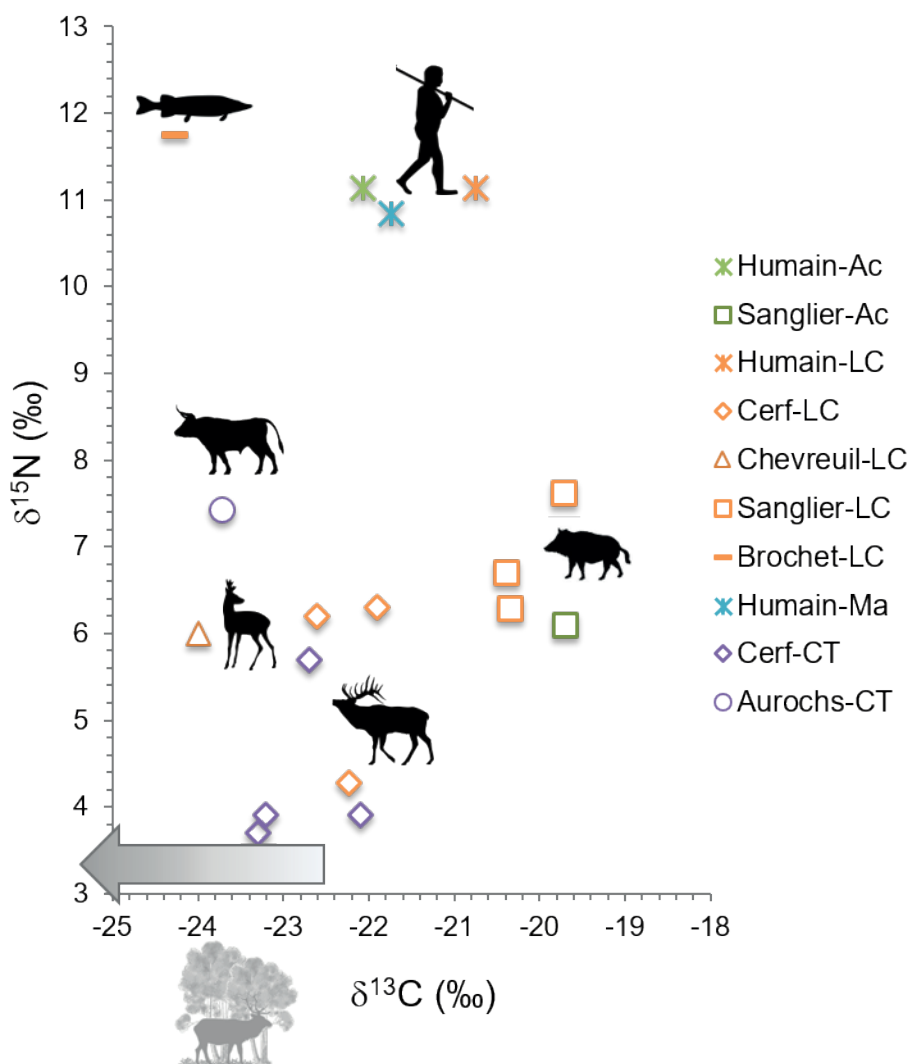 13
12
11
10
9
8
7
6
5
4
3
δ15N (‰)
-25 -24 -23 -22 -21 -20 -19 -18
δ13C (‰)
Humain-Ac
Sanglier-Ac
Humain-LC
Cerf-LC
Chevreuil-LC
Sanglier-LC
Brochet-LC
Humain-Ma
Cerf-CT
Aurochs-CT